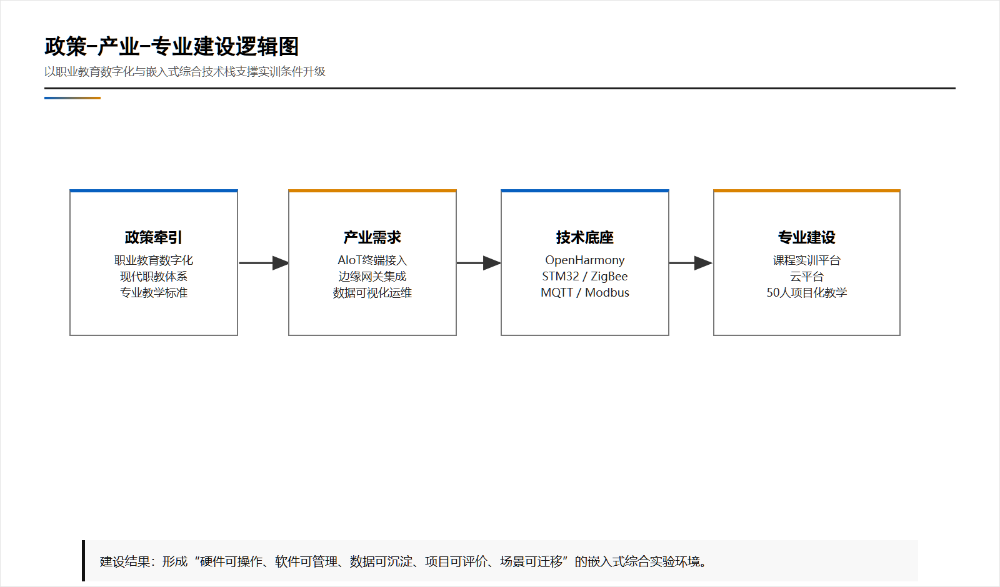 政策–产业–专业建设逻辑图
以职业教育数字化与嵌入式综合技术栈支撑实训条件升级
政策牵引
职业教育数字化
现代职教体系
专业教学标准
产业需求
AIoT终端接入
边缘网关集成
数据可视化运维
技术底座
OpenHarmony
STM32 / ZigBee
MQTT / Modbus
专业建设
课程实训平台
云平台
50人项目化教学
建设结果：形成“硬件可操作、软件可管理、数据可沉淀、项目可评价、场景可迁移”的嵌入式综合实验环境。